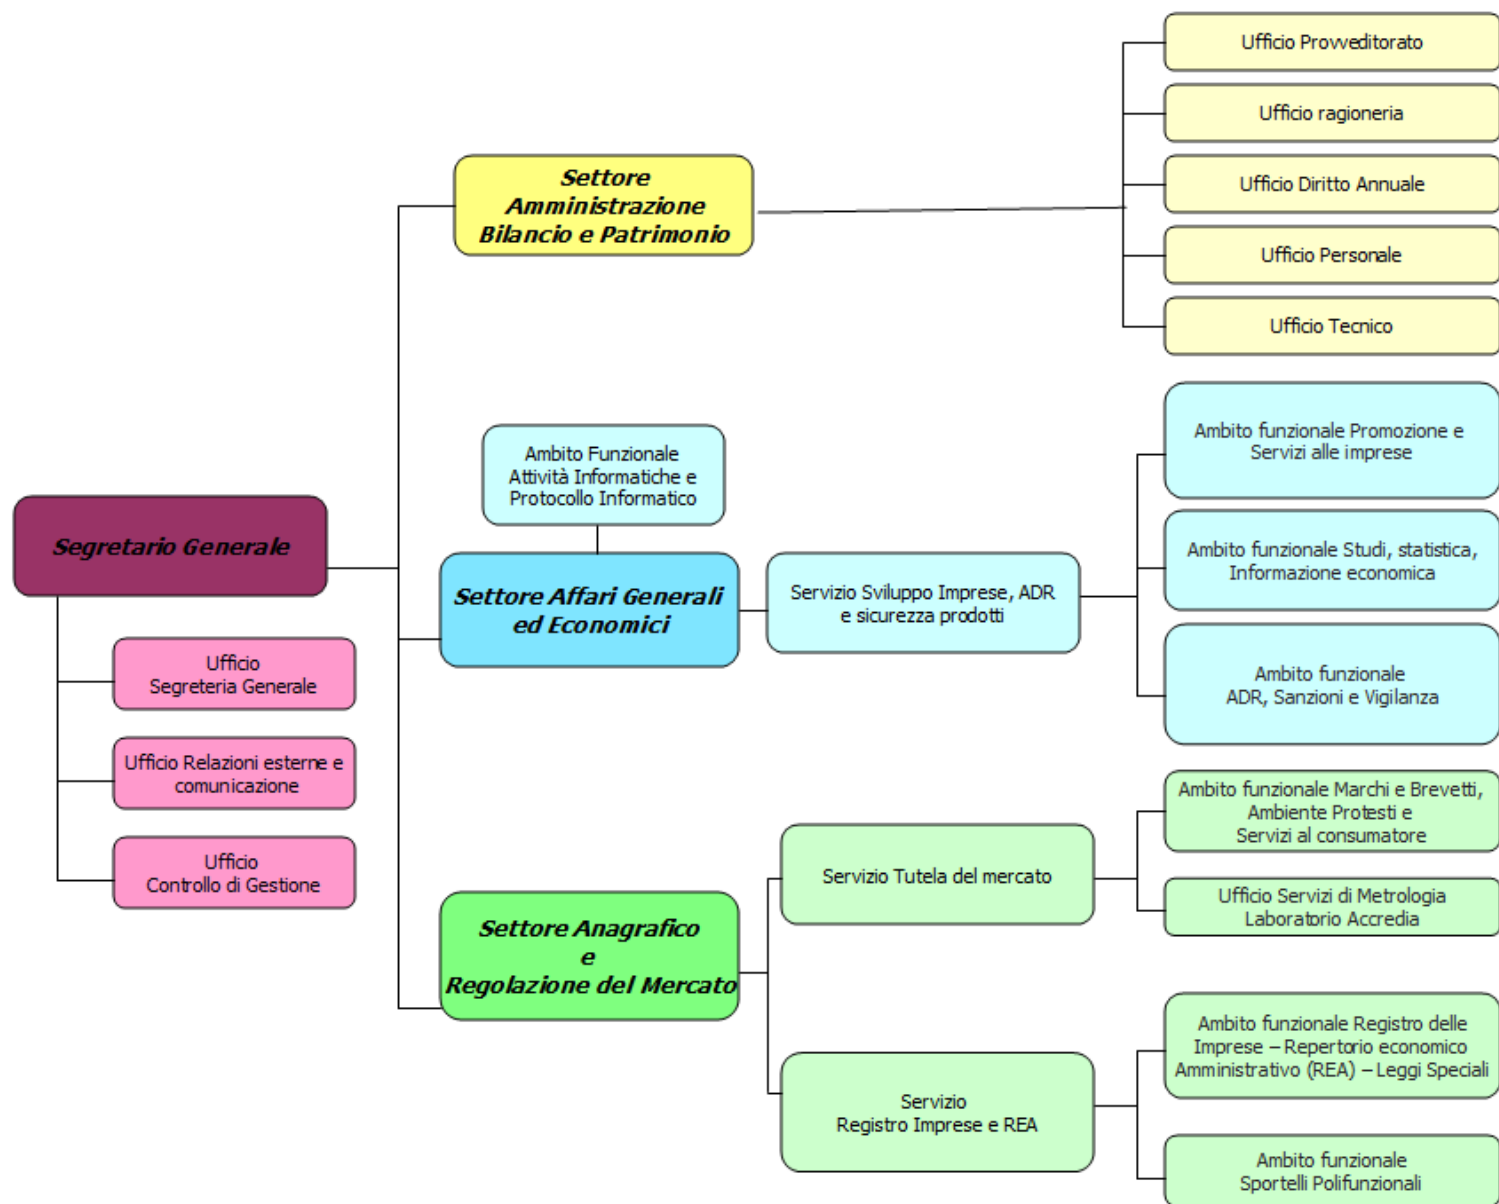 Ufficio Provveditorato
Ufficio ragioneria
Settore
Amministrazione
Bilancio e Patrimonio
Ufficio Diritto Annuale
Ufficio Personale
Ufficio Tecnico
Ambito Funzionale
Attività Informatiche e
Protocollo Informatico
Ambito funzionale Promozione e
Servizi alle imprese
Segretario Generale
Settore Affari Generali
ed Economici
Servizio Sviluppo Imprese, ADR
e sicurezza prodotti
Ambito funzionale Studi, statistica,
Informazione economica
Ambito funzionale
ADR, Sanzioni e Vigilanza
Ufficio
Segreteria Generale
Ufficio Relazioni esterne e
comunicazione
Ufficio
Controllo di Gestione
Settore Anagrafico
e
Regolazione del Mercato
Servizio Tutela del mercato
Ambito funzionale Marchi e Brevetti,
Ambiente Protesti e
Servizi al consumatore
Ufficio Servizi di Metrologia
Laboratorio Accredia
Servizio
Registro Imprese e REA
Ambito funzionale Registro delle
Imprese – Repertorio economico
Amministrativo (REA) – Leggi Speciali
Ambito funzionale
Sportelli Polifunzionali